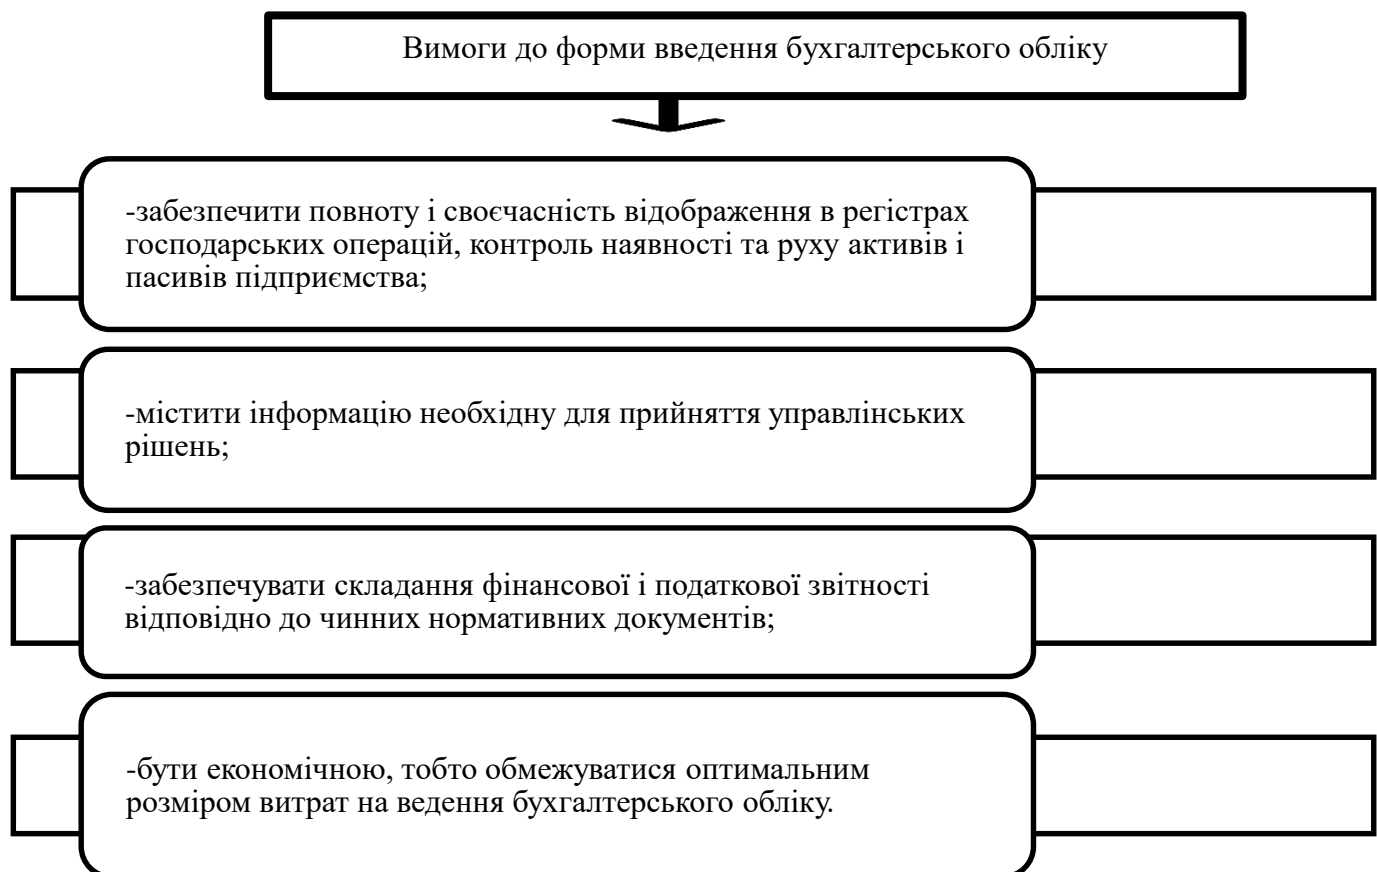 Вимоги до форми введення бухгалтерського обліку
-забезпечити повноту і своєчасність відображення в регістрах
господарських операцій, контроль наявності та руху активів і
пасивів підприємства;
-містити інформацію необхідну для прийняття управлінських
рішень;
-забезпечувати складання фінансової і податкової звітності
відповідно до чинних нормативних документів;
-бути економічною, тобто обмежуватися оптимальним
розміром витрат на ведення бухгалтерського обліку.